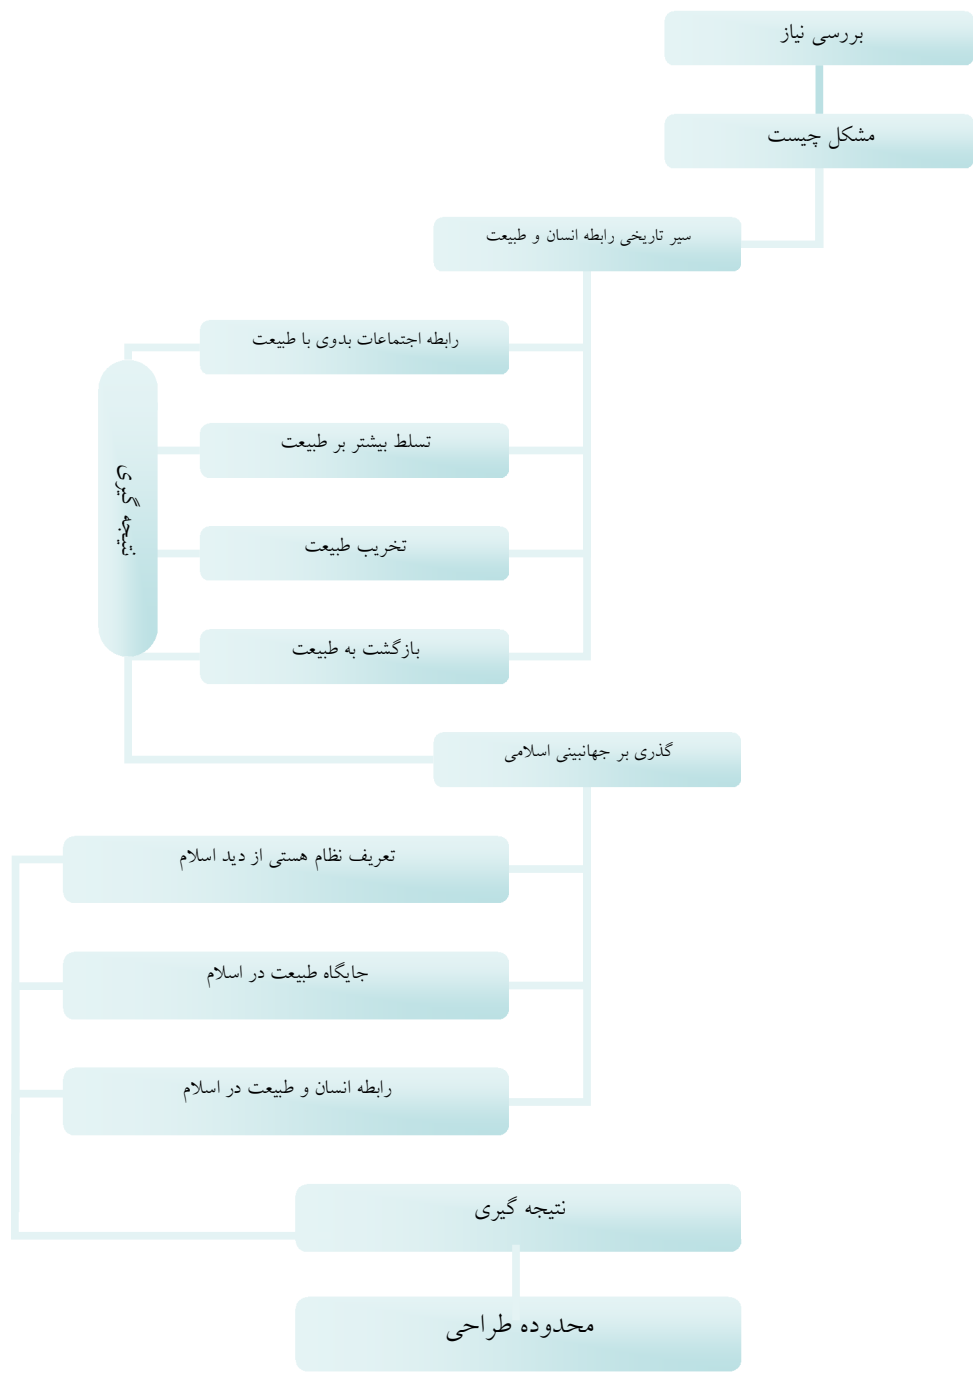 بررسی نیاز
مشکل چیست
سیر تاریخی رابطه انسان و طبیعت
رابطه اجتماعات بدوی با طبیعت
تسلط بیشتر بر طبیعت
تخریب طبیعت
بازگشت به طبیعت
نتیجه گیری
گذری بر جهانبینی اسلامی
تعریف نظام هستی از دید اسلام
جایگاه طبیعت در اسلام
رابطه انسان و طبیعت در اسلام
نتیجه گیری
محدوده طراحی